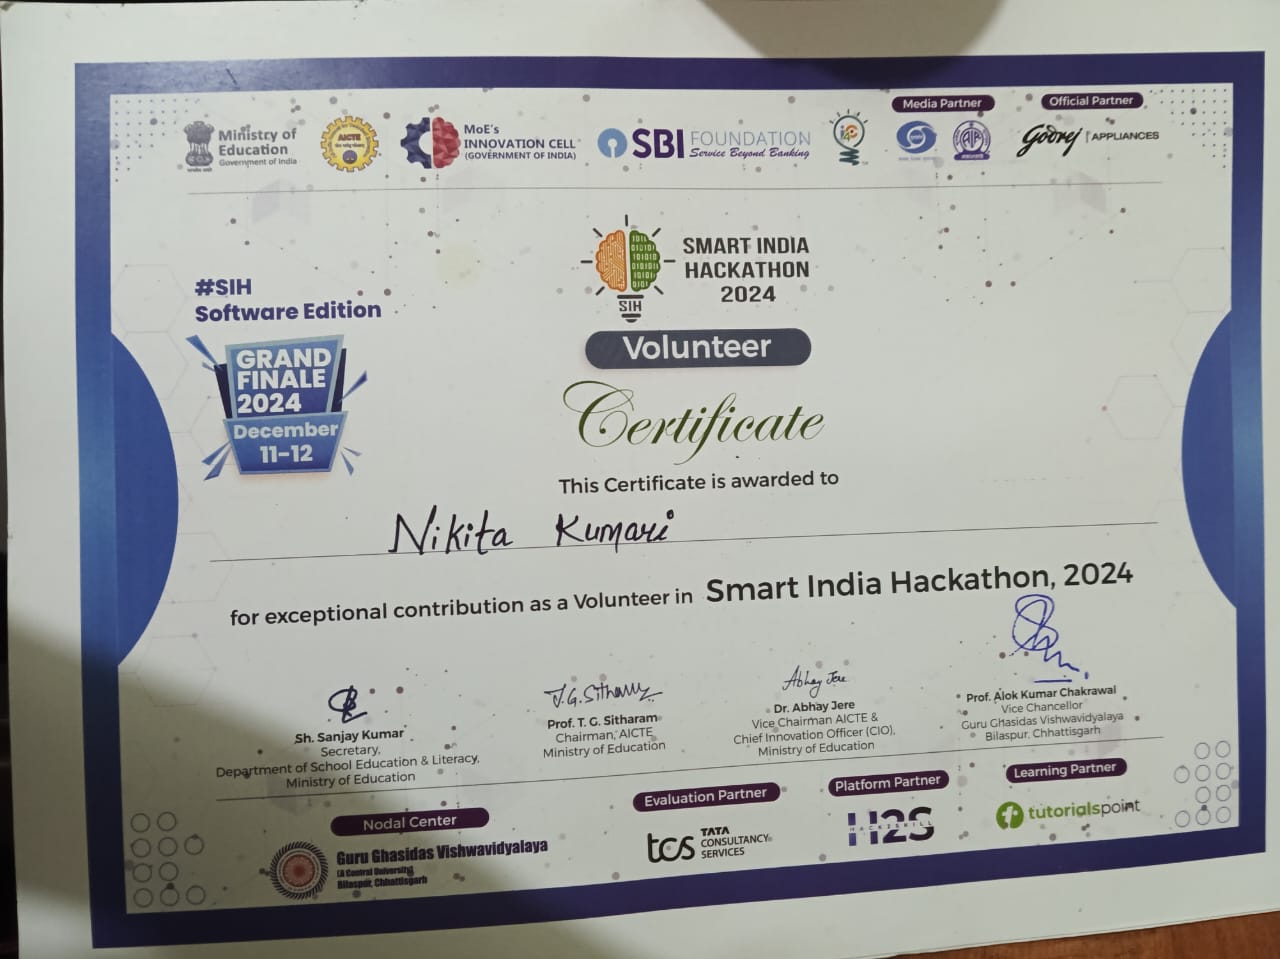 Media Partner
Official Partner
Ministry of
Education
Government of India
AICTE
MoE's
INNOVATION CELL
(GOVERNMENT OF INDIA)
SBI FOUNDATION
Service Beyond Banking
Godrej | APPLIANCES
#SIH
Software Edition
GRAND
FINALE
2024
December
11-12
SIH
SMART INDIA
HACKATHON
2024
Volunteer
Certificate
This Certificate is awarded to
Nikita Kumari
for exceptional contribution as a Volunteer in Smart India Hackathon, 2024
J.G.Sitharam
Abhay Jere
Sh. Sanjay Kumar
Secretary,
Department of School Education & Literacy,
Ministry of Education
Prof. T. G. Sitharam
Chairman, AICTE
Ministry of Education
Dr. Abhay Jere
Vice Chairman AICTE &
Chief Innovation Officer (CIO),
Ministry of Education
Prof. Alok Kumar Chakrawal
Vice Chancellor
Guru Ghasidas Vishwavidyalaya
Bilaspur, Chhattisgarh
Nodal Center
Guru Ghasidas Vishwavidyalaya
(A Central University)
Bilaspur, Chhattisgarh
Evaluation Partner
tcs TATA
CONSULTANCY
SERVICES
Platform Partner
H2S
HACK2SKILL
Learning Partner
tutorialspoint